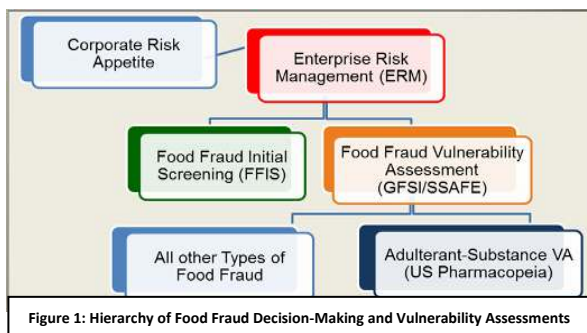 Corporate Risk
Appetite
Enterprise Risk
Management (ERM)
Food Fraud Initial
Screening (FFIS)
Food Fraud Vulnerability
Assessment
(GFSI/SSAFE)
All other Types of
Food Fraud
Adulterant-Substance VA
(US Pharmacopeia)
Figure 1: Hierarchy of Food Fraud Decision-Making and Vulnerability Assessments